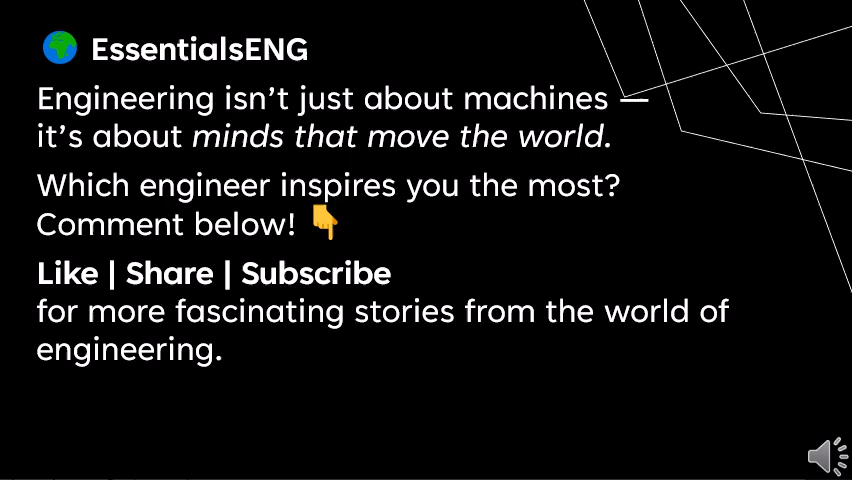 🌍 EssentialsENG
Engineering isn’t just about machines —
it’s about minds that move the world.
Which engineer inspires you the most?
Comment below! 👇
Like | Share | Subscribe
for more fascinating stories from the world of
engineering.